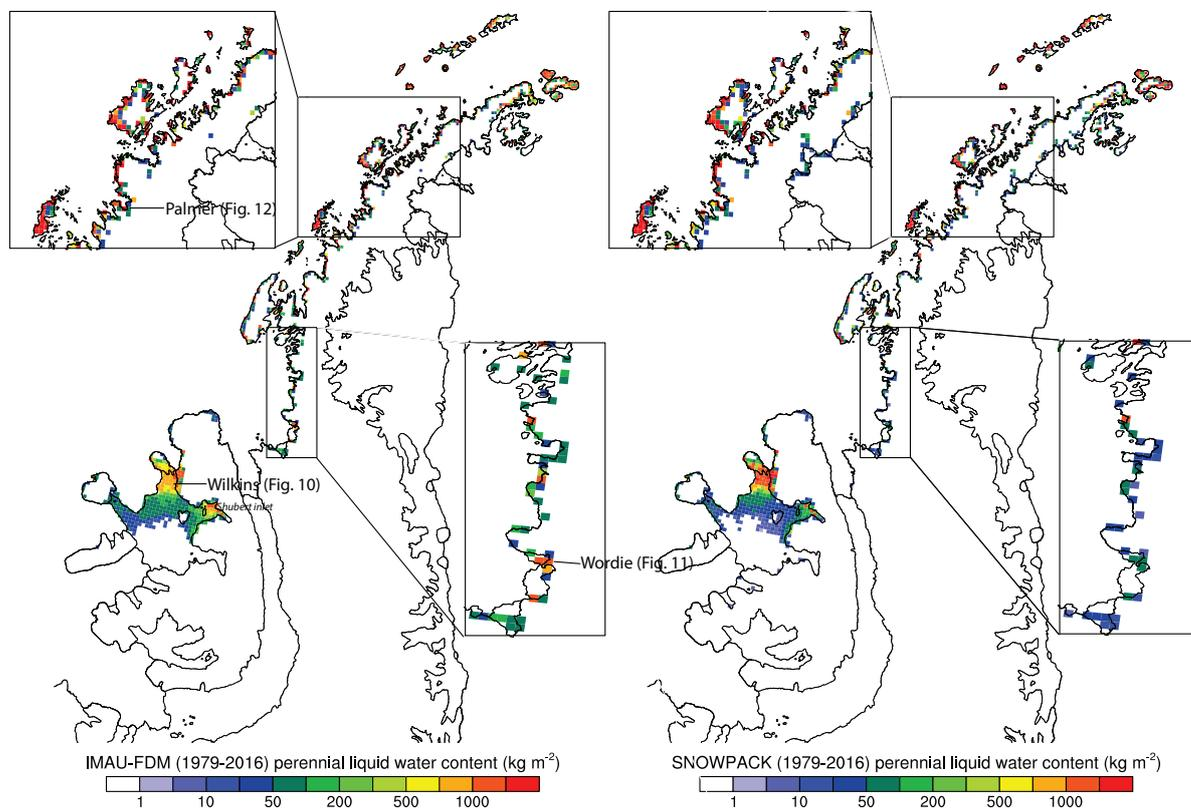 Palmer (Fig. 12)
Wilkins (Fig. 10)
Shubert inlet
Wordie (Fig. 11)
IMAU-FDM (1979-2016) perennial liquid water content (kg m-2)
1 10 50 200 500 1000
SNOWPACK (1979-2016) perennial liquid water content (kg m-2)
1 10 50 200 500 1000